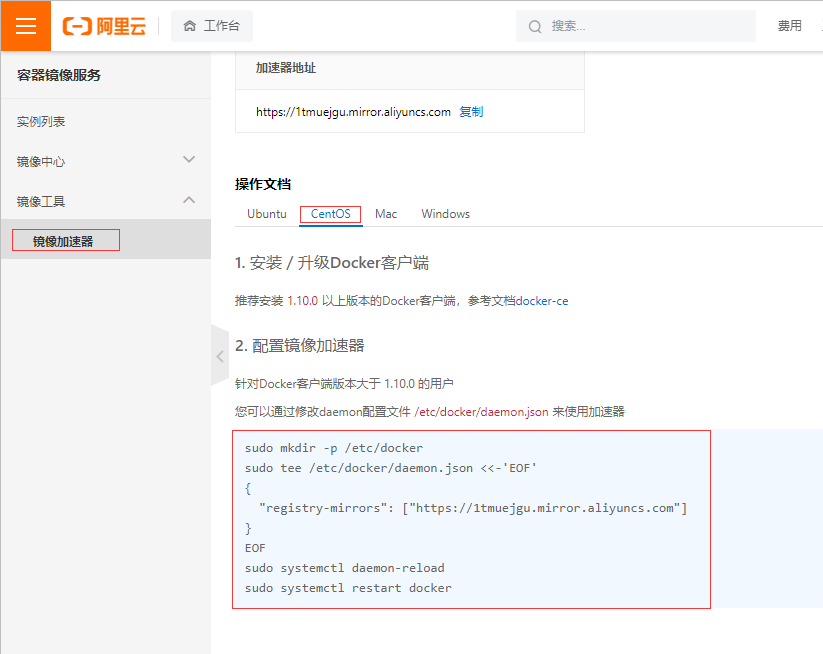 阿里云
工作台
搜索...
费用
容器镜像服务
实例列表
镜像中心
镜像工具
镜像加速器
加速器地址
https://1tmuejgu.mirror.aliyuncs.com 复制
操作文档
Ubuntu CentOS Mac Windows
1. 安装 / 升级Docker客户端
推荐安装 1.10.0 以上版本的Docker客户端，参考文档docker-ce
2. 配置镜像加速器
针对Docker客户端版本大于 1.10.0 的用户
您可以通过修改daemon配置文件 /etc/docker/daemon.json 来使用加速器
sudo mkdir -p /etc/docker
sudo tee /etc/docker/daemon.json <<-'EOF'
{
  "registry-mirrors": ["https://1tmuejgu.mirror.aliyuncs.com"]
}
EOF
sudo systemctl daemon-reload
sudo systemctl restart docker